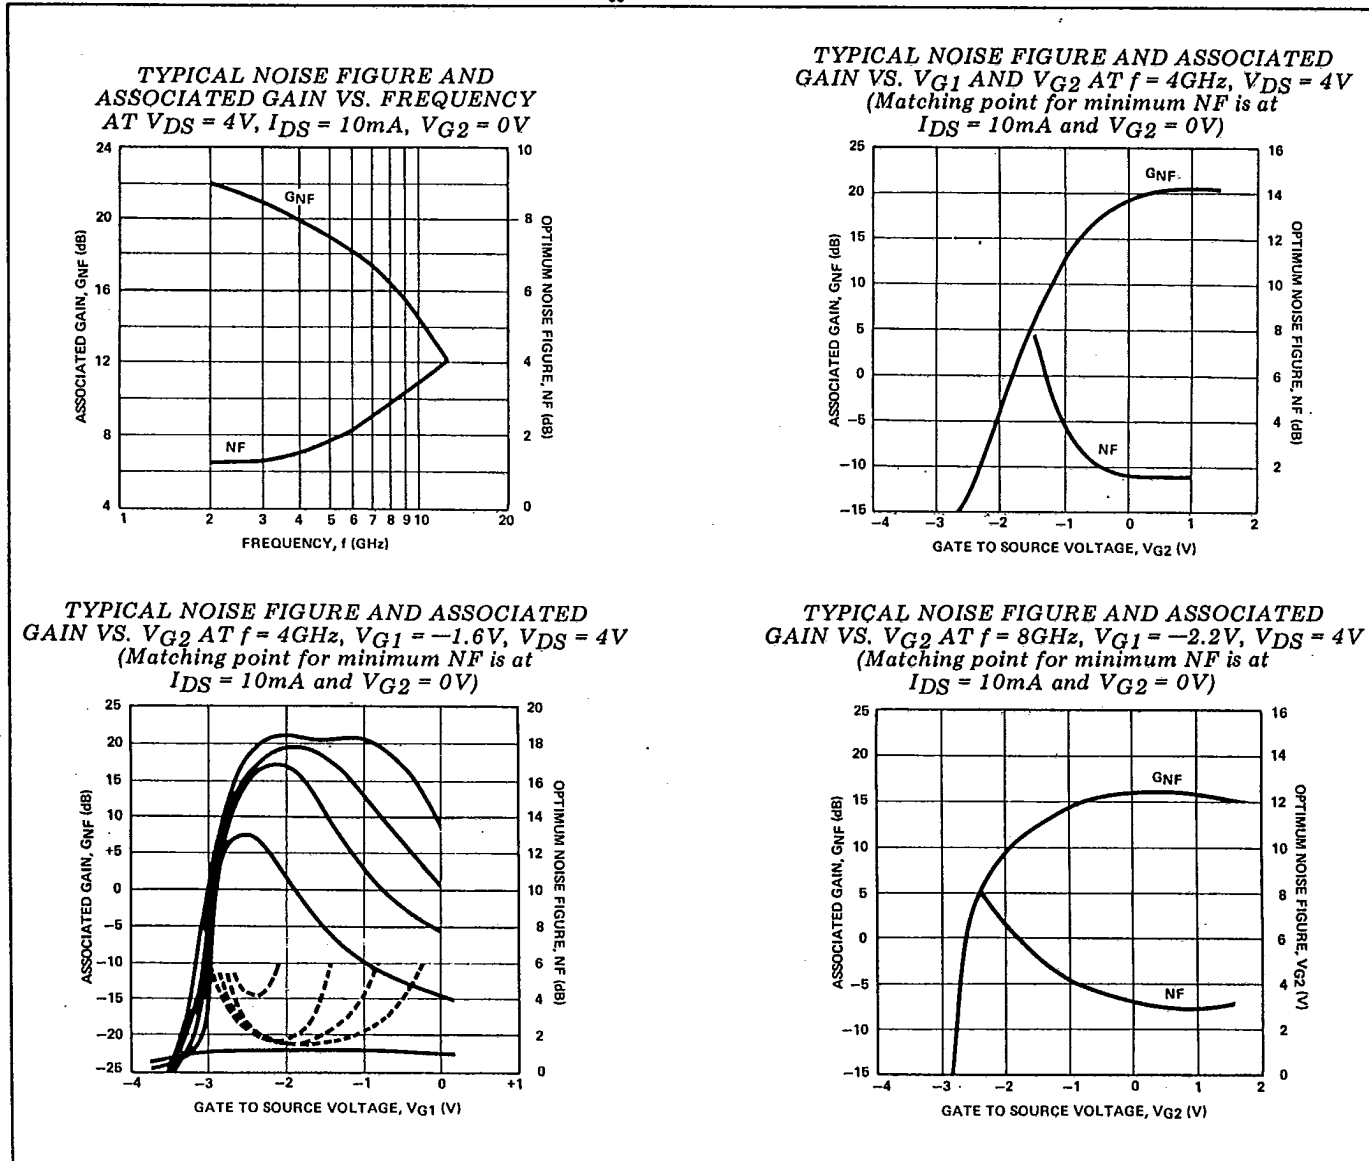 TYPICAL NOISE FIGURE AND
ASSOCIATED GAIN VS. FREQUENCY
AT VDS = 4V, IDS = 10mA, VG2 = 0V
24
20
16
12
8
4
ASSOCIATED GAIN, GNF (dB)
10
8
6
4
2
0
OPTIMUM NOISE FIGURE, NF (dB)
GNF
NF
1 2 3 4 5 6 7 8 9 10 20
FREQUENCY, f (GHz)
TYPICAL NOISE FIGURE AND ASSOCIATED
GAIN VS. VG1 AND VG2 AT f = 4GHz, VDS = 4V
(Matching point for minimum NF is at
IDS = 10mA and VG2 = 0V)
25
20
15
10
5
0
−5
−10
−15
ASSOCIATED GAIN, GNF (dB)
16
14
12
10
8
6
4
2
OPTIMUM NOISE FIGURE, NF (dB)
GNF
NF
−4 −3 −2 −1 0 1 2
GATE TO SOURCE VOLTAGE, VG2 (V)
TYPICAL NOISE FIGURE AND ASSOCIATED
GAIN VS. VG2 AT f = 4GHz, VG1 = −1.6V, VDS = 4V
(Matching point for minimum NF is at
IDS = 10mA and VG2 = 0V)
25
20
15
10
+5
0
−5
−10
−15
−20
−25
ASSOCIATED GAIN, GNF (dB)
20
18
16
14
12
10
8
6
4
2
0
OPTIMUM NOISE FIGURE, NF (dB)
−4 −3 −2 −1 0 +1
GATE TO SOURCE VOLTAGE, VG1 (V)
TYPICAL NOISE FIGURE AND ASSOCIATED
GAIN VS. VG2 AT f = 8GHz, VG1 = −2.2V, VDS = 4V
(Matching point for minimum NF is at
IDS = 10mA and VG2 = 0V)
25
20
15
10
5
0
−5
−10
−15
ASSOCIATED GAIN, GNF (dB)
16
14
12
10
8
6
4
2
0
OPTIMUM NOISE FIGURE, VG2 (V)
GNF
NF
−4 −3 −2 −1 0 1 2
GATE TO SOURCE VOLTAGE, VG2 (V)